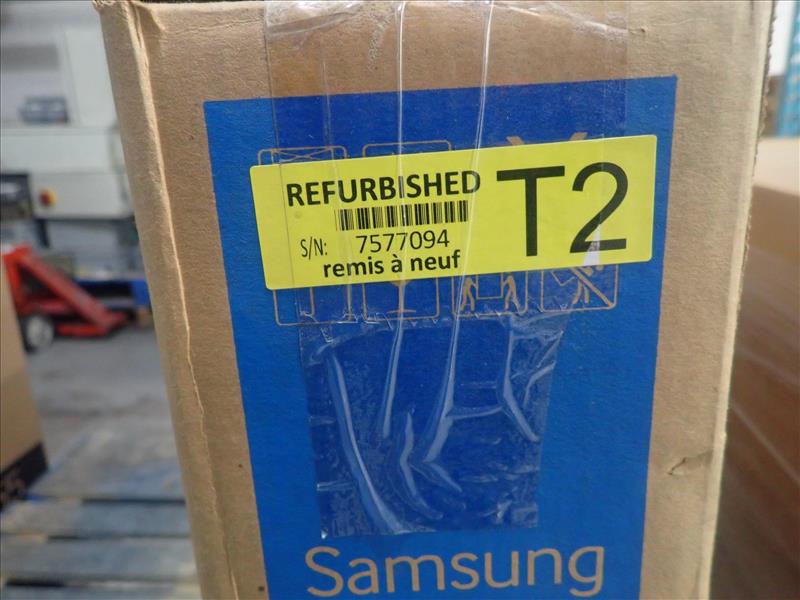 REFURBISHED T2
S/N: 7577094
remis à neuf
Samsung